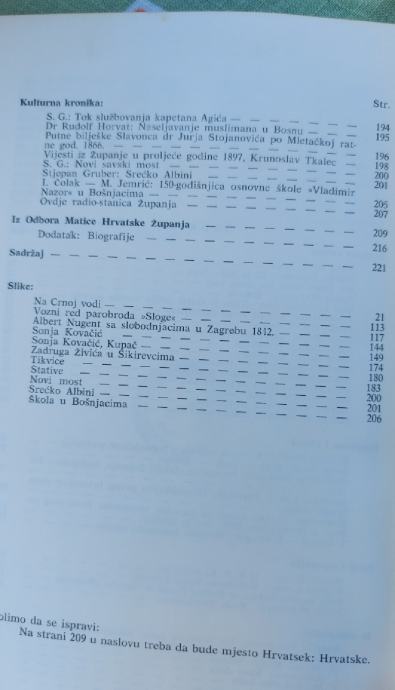 Kulturna kronika: Str.
S. G.: Tok službovanja kapetana Agića — — — — — — 194
Dr Rudolf Horvat: Naseljavanje muslimana u Bosnu — — — 195
Putne bilješke Slavonca dr Jurja Stojanovića po Mletačkoj rat-
ne god. 1866. — — — — — — — — — — 196
Vijesti iz Županje u proljeće godine 1897. Krunoslav Tkalec — 198
S. G.: Novi savski most — — — — — — — — 200
Stjepan Gruber: Srećko Albini — — — — — — — 201
I. Čolak — M. Jemrić: 150-godišnjica osnovne škole »Vladimir
Nazor« u Bošnjacima — — — — — — — — 205
Ovdje radio-stanica Županja — — — — — — — 207
Iz Odbora Matice Hrvatske Županja — — — — — — — 209
Dodatak: Biografije — — — — — — — — — 216
Sadržaj — — — — — — — — — — — — — 221
Slike:
Na Crnoj vodi — — — — — — — — — — 21
Vozni red parobroda »Sloge« — — — — — — — 113
Albert Nugent sa slobodnjacima u Zagrebu 1842. — — — — 117
Sonja Kovačić — — — — — — — — — — 144
Sonja Kovačić, Kupač — — — — — — — — — 149
Zadruga Živića u Sikirevcima — — — — — — — 174
Tikvice — — — — — — — — — — — 180
Stative — — — — — — — — — — — 183
Novi most — — — — — — — — — — 200
Srećko Albini — — — — — — — — — — 201
Škola u Bošnjacima — — — — — — — — — 206
olimo da se ispravi:
Na strani 209 u naslovu treba da bude mjesto Hrvatsek: Hrvatske.